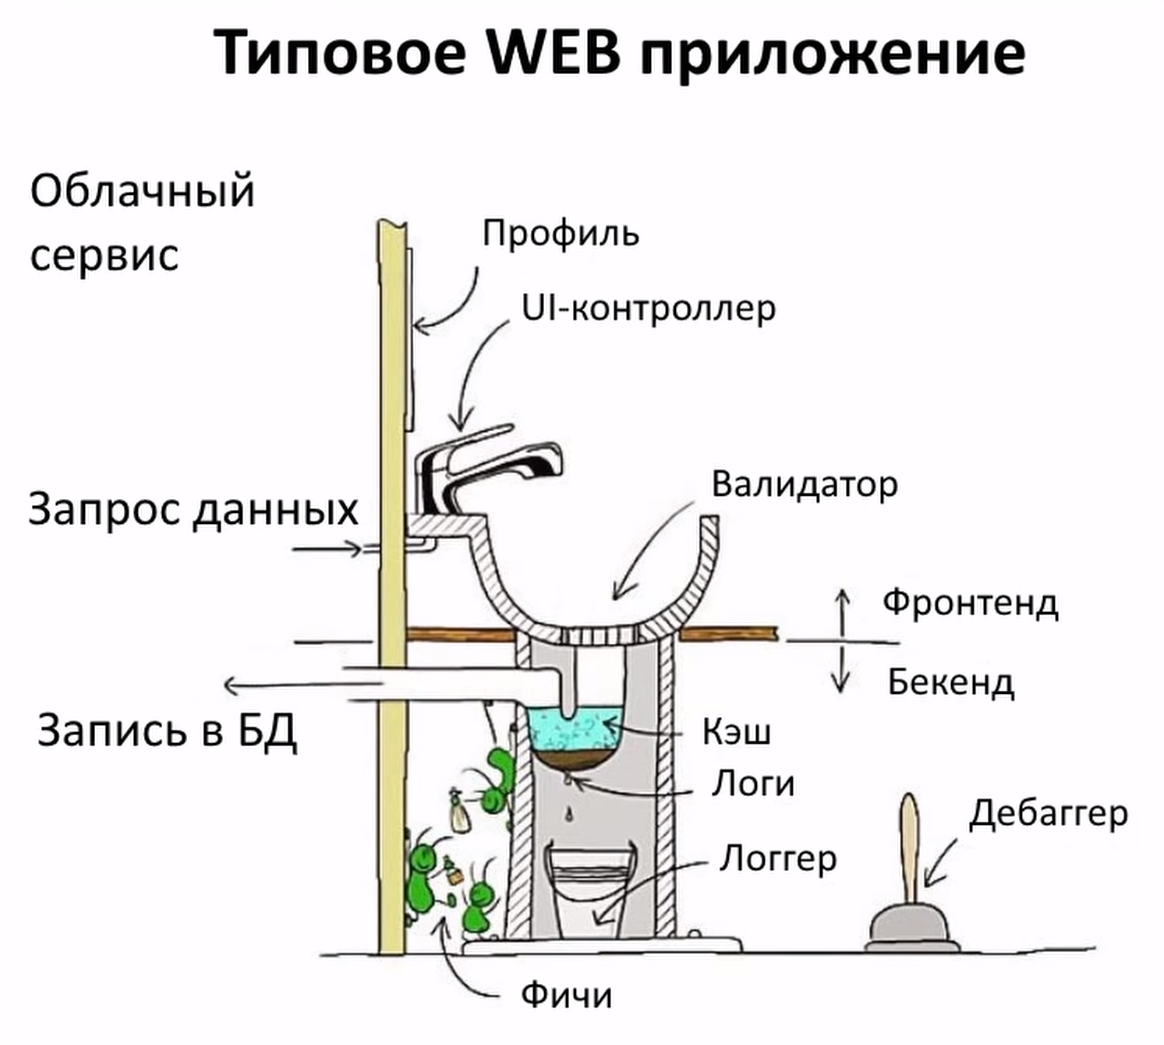 Типовое WEB приложение
Облачный
сервис
Профиль
UI-контроллер
Валидатор
Запрос данных
Фронтенд
Бекенд
Запись в БД
Кэш
Логи
Дебаггер
Логгер
Фичи